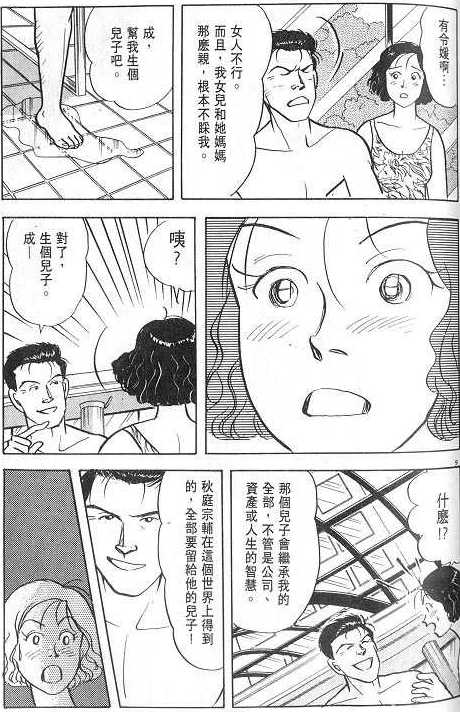 有令嬡啊…
女人不行。
而且，我女兒和她媽媽
那麼親，根本不睬我。
成，
幫我生個
兒子吧。
咦？
對了，
生個兒子。
成—
什麼!?
那個兒子會繼承我的
全部，不管是公司、
資產或人生的智慧。
秋庭宗輔在這個世界上得到
的，全部要留給他的兒子！